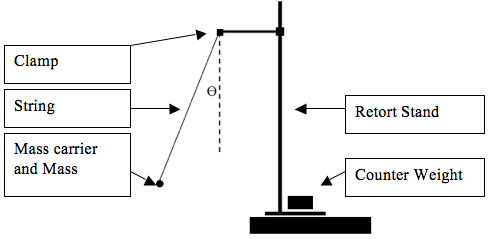 Clamp
String
Mass carrier
and Mass
Θ
Retort Stand
Counter Weight